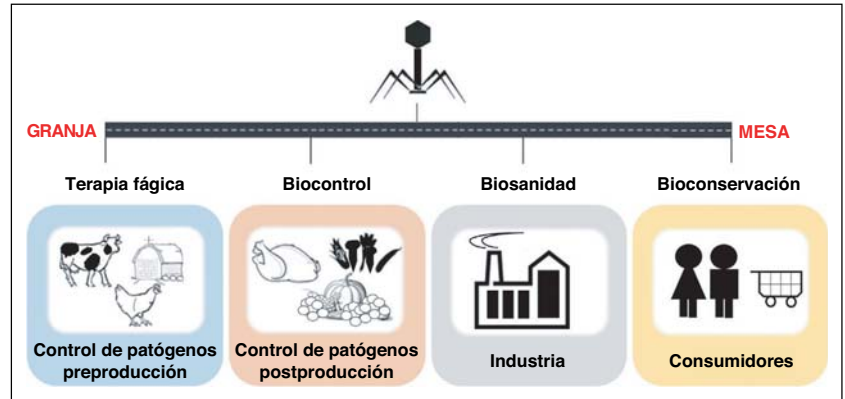 GRANJA
MESA
Terapia fágica
Biocontrol
Biosanidad
Bioconservación
Control de patógenos
preproducción
Control de patógenos
postproducción
Industria
Consumidores